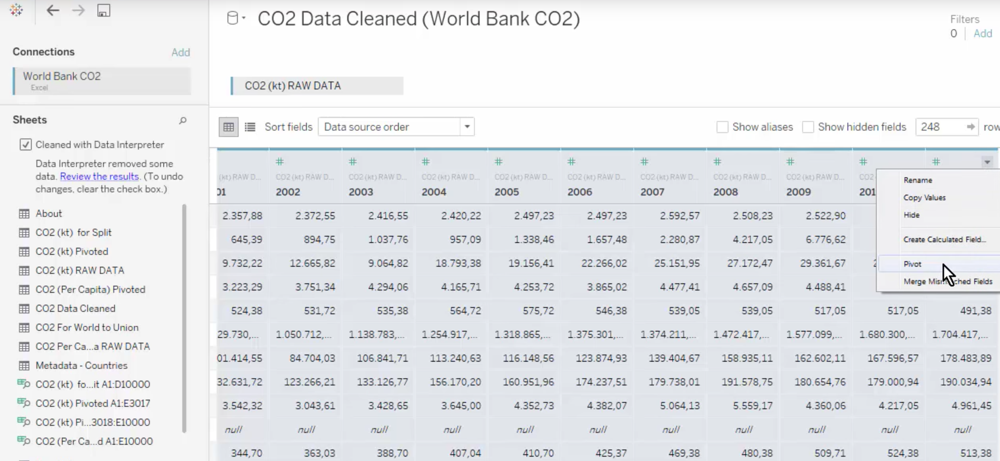 CO2 Data Cleaned (World Bank CO2)
Filters
0 Add
Connections Add
World Bank CO2
Excel
CO2 (kt) RAW DATA
Sheets
Sort fields Data source order Show aliases Show hidden fields 248
Cleaned with Data Interpreter
Data Interpreter removed some
data. Review the results. (To undo
changes, clear the check box.)
About
CO2 (kt) for Split
CO2 (kt) Pivoted
CO2 (kt) RAW DATA
CO2 (Per Capita) Pivoted
CO2 Data Cleaned
CO2 For World to Union
CO2 Per Ca...a RAW DATA
Metadata - Countries
CO2 (kt) fo...it A1:D10000
CO2 (kt) Pivoted A1:E3017
CO2 (kt) Pi...3018:E10000
CO2 (Per Ca...d A1:E10000
# # # # # # # # # #
(kt) RAW D... CO2 (kt) RAW D... CO2 (kt) RAW D... CO2 (kt) RAW D... CO2 (kt) RAW D... CO2 (kt) RAW D... CO2 (kt) RAW D... CO2 (kt) RAW D... CO2 (kt) RAW D... CO2
01 2002 2003 2004 2005 2006 2007 2008 2009 201
2.357,88 2.372,55 2.416,55 2.420,22 2.497,23 2.497,23 2.592,57 2.508,23 2.522,90
645,39 894,75 1.037,76 957,09 1.338,46 1.657,48 2.280,87 4.217,05 6.776,62
9.732,22 12.665,82 9.064,82 18.793,38 19.156,41 22.266,02 25.151,95 27.172,47 29.361,67
3.223,29 3.751,34 4.294,06 4.165,71 4.253,72 3.865,02 4.477,41 4.657,09 4.488,41
524,38 531,72 535,38 564,72 575,72 546,38 539,05 539,05 517,05 517,05 491,38
29.730,... 1.050.712,... 1.138.783,... 1.254.917,... 1.318.865,... 1.375.301,... 1.374.211,... 1.472.417,... 1.577.099,... 1.680.300,... 1.704.417,...
01.414,55 84.704,03 106.841,71 113.240,63 116.148,56 123.874,93 139.404,67 158.935,11 162.602,11 167.596,57 178.483,89
32.631,72 123.266,21 133.126,77 156.170,20 160.951,96 174.237,51 179.738,01 191.578,75 180.654,76 179.000,94 190.034,94
3.542,32 3.043,61 3.428,65 3.645,00 4.352,73 4.382,07 5.064,13 5.559,17 4.360,06 4.217,05 4.961,45
null null null null null null null null null null null
344,70 363,03 388,70 407,04 410,70 425,37 469,38 480,38 509,71 524,38 513,38
Rename
Copy Values
Hide
Create Calculated Field...
Pivot
Merge Fields